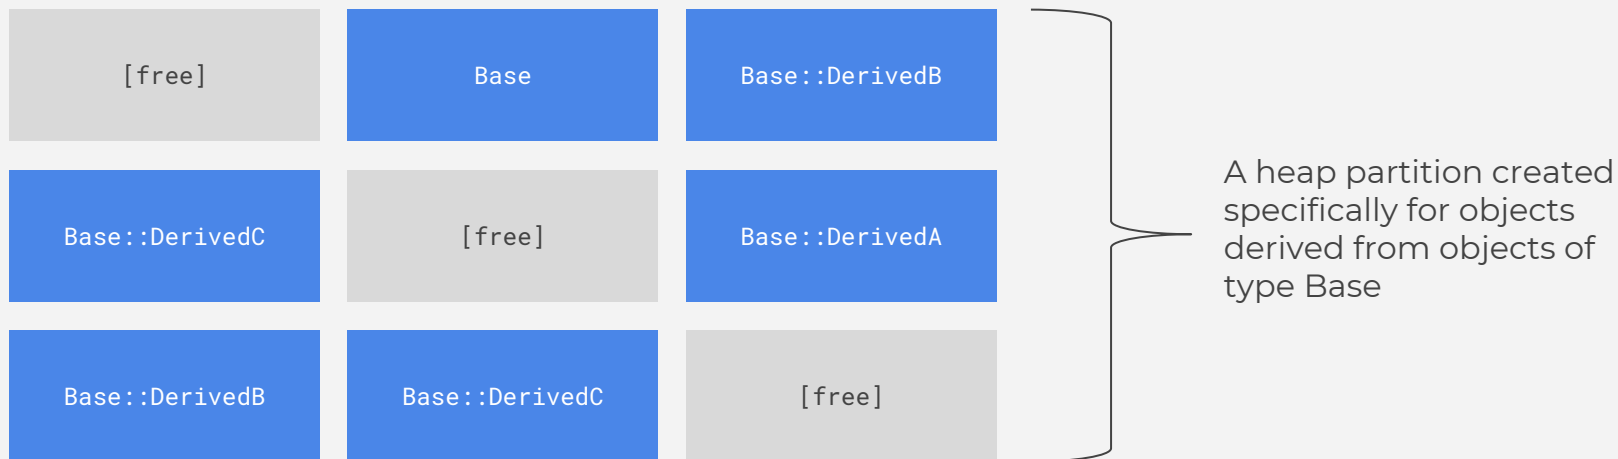 [free]
Base
Base::DerivedB
Base::DerivedC
[free]
Base::DerivedA
Base::DerivedB
Base::DerivedC
[free]
A heap partition created
specifically for objects
derived from objects of
type Base